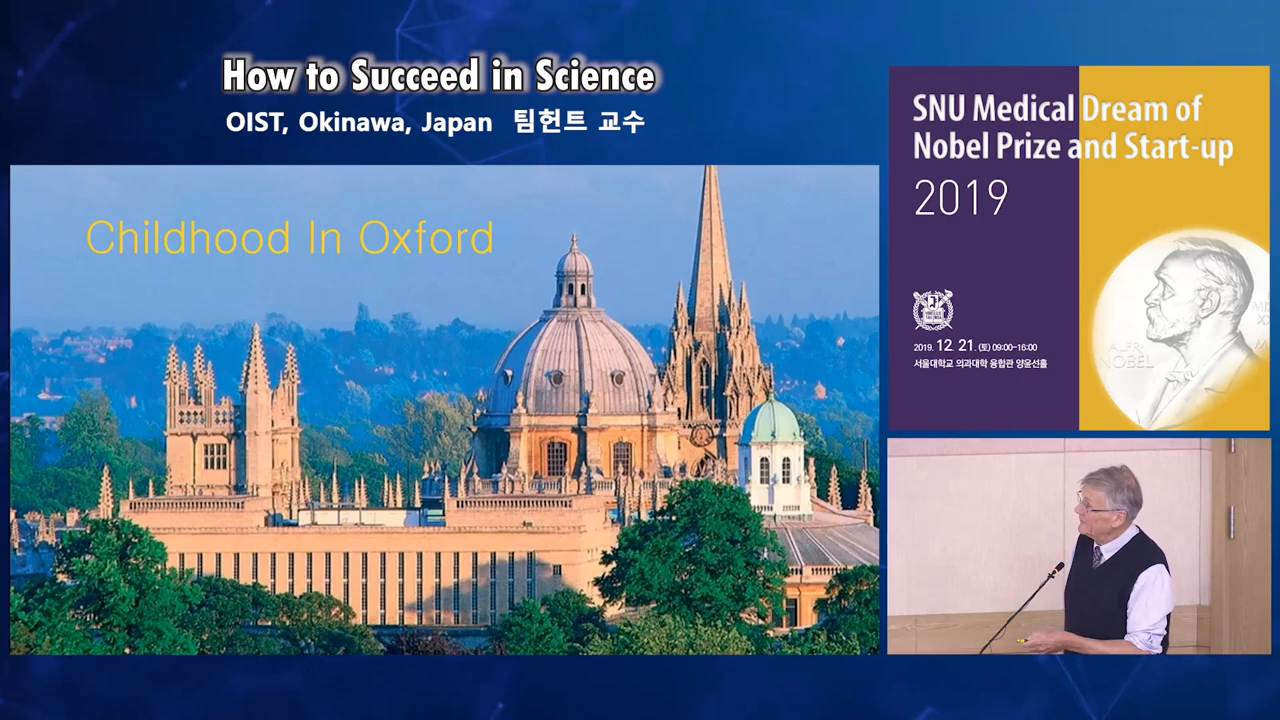 How to Succeed in Science
OIST, Okinawa, Japan 팀헌트 교수
Childhood In Oxford
SNU Medical Dream of
Nobel Prize and Start-up
2019
2019. 12. 21. (토) 09:00~16:00
서울대학교 의과대학 융합관 양윤선홀
ALFR.
NOBEL